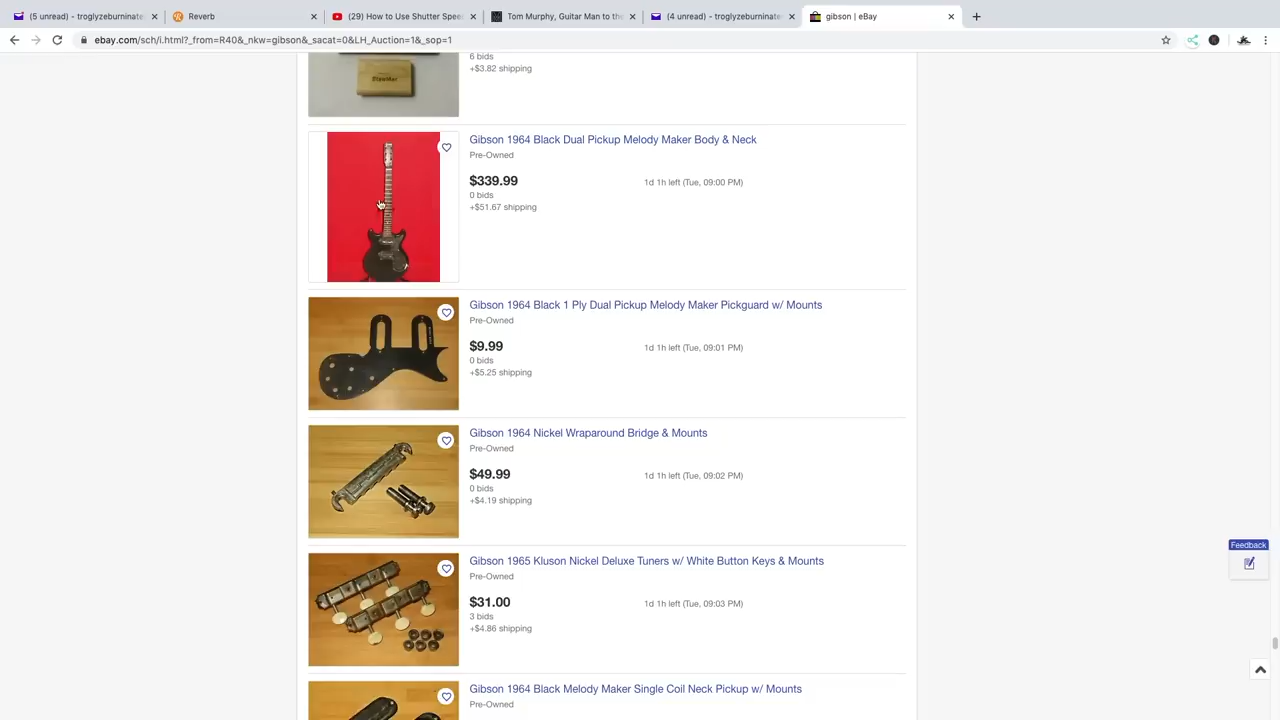 (5 unread) - troglyzeburninate
Reverb
(29) How to Use Shutter Spee
Tom Murphy, Guitar Man to th
(4 unread) - troglyzeburninate
gibson | eBay
ebay.com/sch/i.html?_from=R40&_nkw=gibson&_sacat=0&LH_Auction=1&_sop=1
6 bids
+$3.82 shipping
StewMac
Gibson 1964 Black Dual Pickup Melody Maker Body & Neck
Pre-Owned
$339.99
1d 1h left (Tue, 09:00 PM)
0 bids
+$51.67 shipping
Gibson 1964 Black 1 Ply Dual Pickup Melody Maker Pickguard w/ Mounts
Pre-Owned
$9.99
1d 1h left (Tue, 09:01 PM)
0 bids
+$5.25 shipping
Gibson 1964 Nickel Wraparound Bridge & Mounts
Pre-Owned
$49.99
1d 1h left (Tue, 09:02 PM)
0 bids
+$4.19 shipping
Feedback
Gibson 1965 Kluson Nickel Deluxe Tuners w/ White Button Keys & Mounts
Pre-Owned
$31.00
1d 1h left (Tue, 09:03 PM)
3 bids
+$4.86 shipping
Gibson 1964 Black Melody Maker Single Coil Neck Pickup w/ Mounts
Pre-Owned